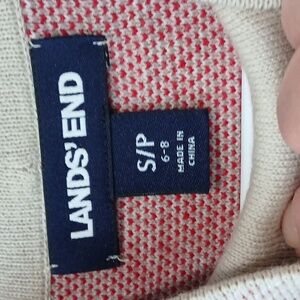 LANDS' END
S/P
6-8
MADE IN
CHINA